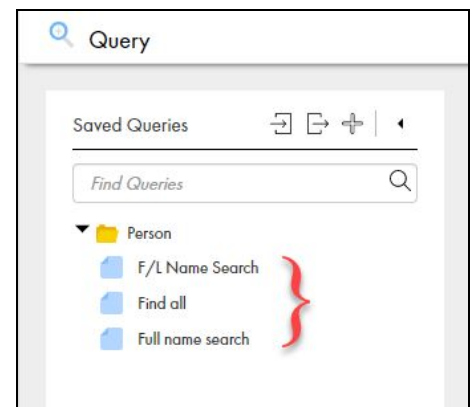 Query
Saved Queries
Find Queries
Person
F/L Name Search
Find all
Full name search